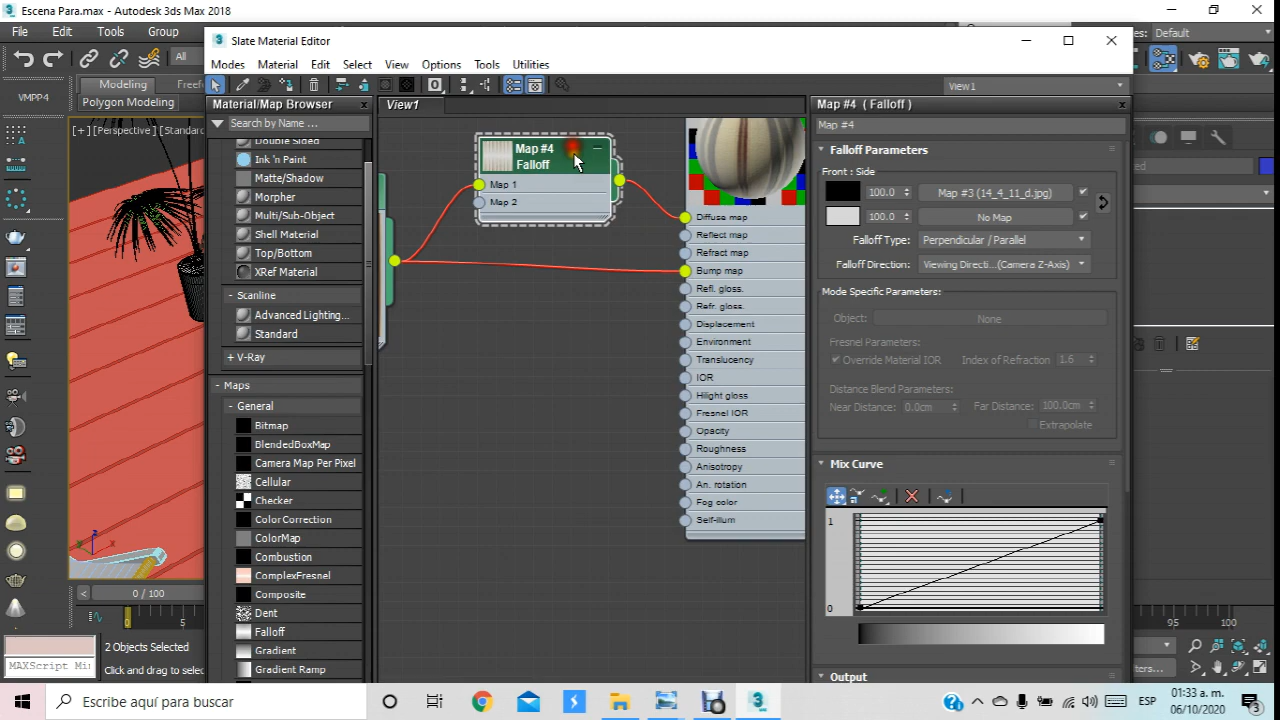 Escena Para.max - Autodesk 3ds Max 2018
File Edit Tools Group
Default
All
Modeling
Polygon Modeling
VMPP4
[+] [Perspective] [Standard
Slate Material Editor
Modes Material Edit Select View Options Tools Utilities
View1
Material/Map Browser
Search by Name ...
Double Sided
Ink 'n Paint
Matte/Shadow
Morpher
Multi/Sub-Object
Shell Material
Top/Bottom
XRef Material
- Scanline
Advanced Lighting...
Standard
+ V-Ray
- Maps
- General
Bitmap
BlendedBoxMap
Camera Map Per Pixel
Cellular
Checker
Color Correction
ColorMap
Combustion
ComplexFresnel
Composite
Dent
Falloff
Gradient
Gradient Ramp
View1
Map #4
Falloff
Map 1
Map 2
Diffuse map
Reflect map
Refract map
Bump map
Refl. gloss.
Refr. gloss.
Displacement
Environment
Translucency
IOR
Hilight gloss
Fresnel IOR
Opacity
Roughness
Anisotropy
An. rotation
Fog color
Self-illum
Map #4 ( Falloff )
Map #4
Falloff Parameters
Front : Side
100.0 Map #3 (14_4_11_d.jpg)
100.0 No Map
Falloff Type: Perpendicular / Parallel
Falloff Direction: Viewing Directi...(Camera Z-Axis)
Mode Specific Parameters:
Object: None
Fresnel Parameters:
Override Material IOR Index of Refraction 1.6
Distance Blend Parameters:
Near Distance: 0.0cm Far Distance: 100.0cm
Extrapolate
Mix Curve
1
0
Output
z
x
y
0 / 100
0 5
95 100
2 Objects Selected
MAXScript Mi
Click and drag to selec
ters...
Escribe aquí para buscar
ESP
01:33 a. m.
06/10/2020
3